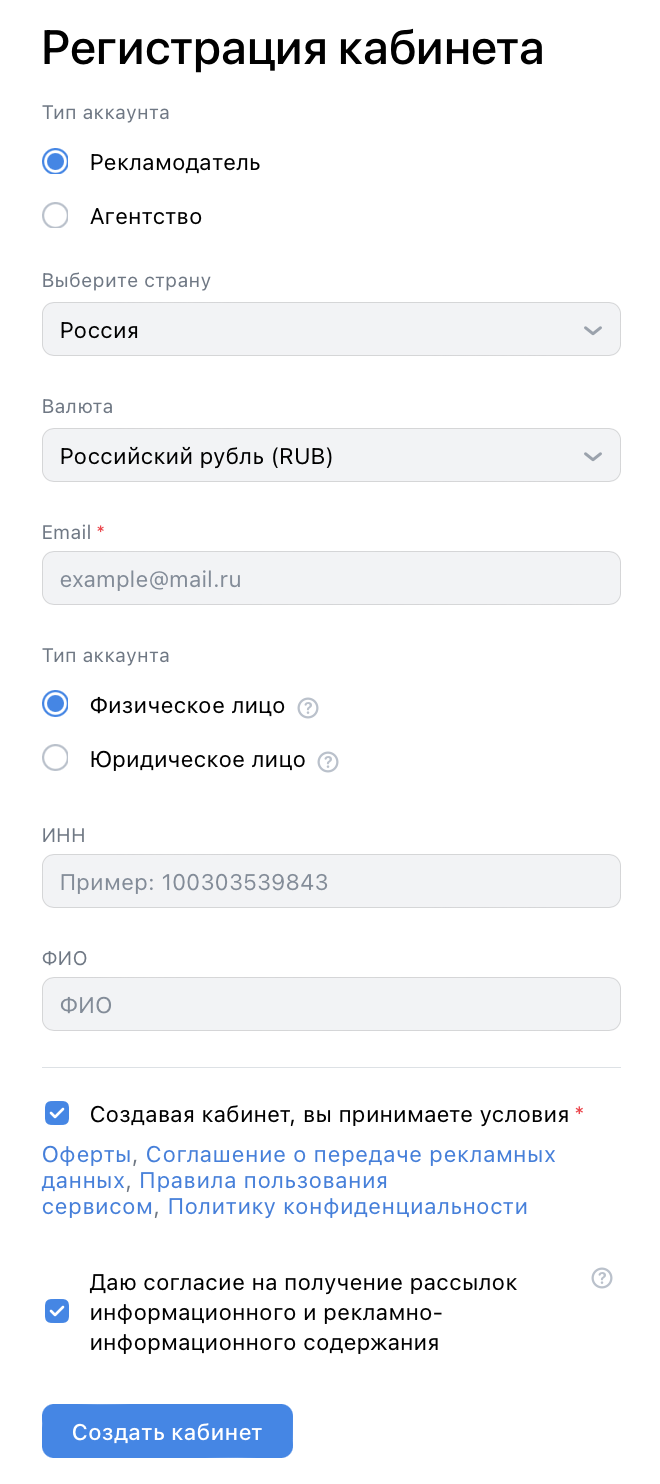 Регистрация кабинета
Тип аккаунта
Рекламодатель
Агентство
Выберите страну
Россия
Валюта
Российский рубль (RUB)
Email *
example@mail.ru
Тип аккаунта
Физическое лицо ?
Юридическое лицо ?
ИНН
Пример: 100303539843
ФИО
ФИО
Создавая кабинет, вы принимаете условия *
Оферты, Соглашение о передаче рекламных
данных, Правила пользования
сервисом, Политику конфиденциальности
Даю согласие на получение рассылок ?
информационного и рекламно-
информационного содержания
Создать кабинет